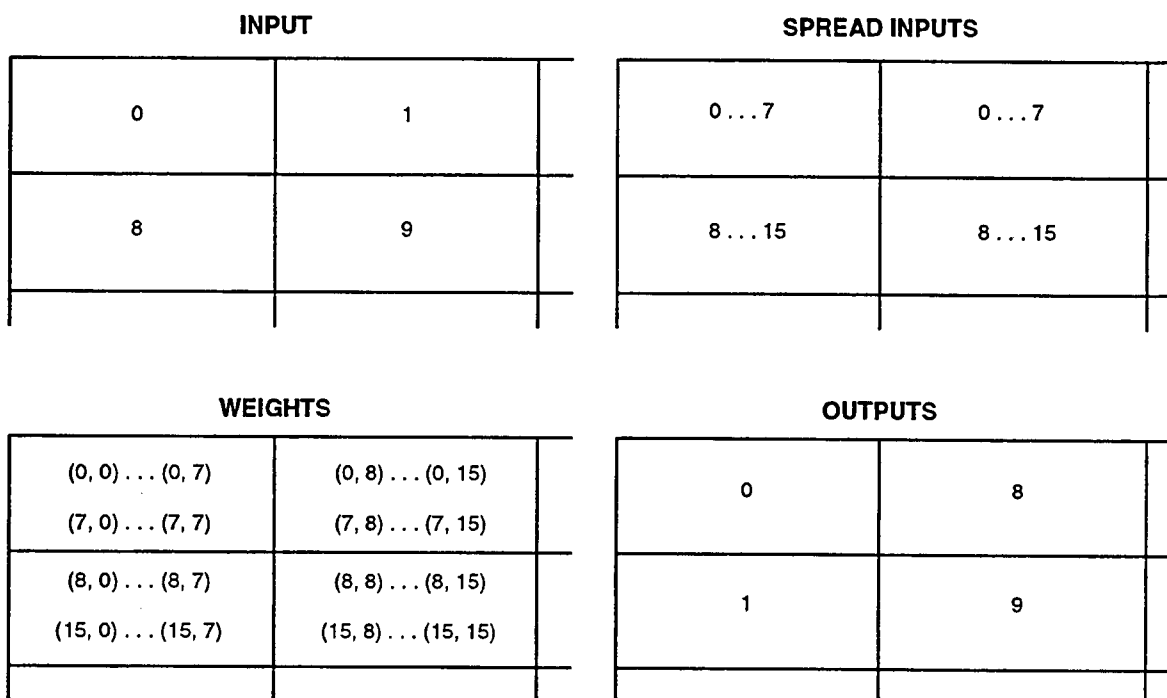 INPUT
0 1
8 9
SPREAD INPUTS
0...7 0...7
8...15 8...15
WEIGHTS
(0, 0)...(0, 7) (0, 8)...(0, 15)
(7, 0)...(7, 7) (7, 8)...(7, 15)
(8, 0)...(8, 7) (8, 8)...(8, 15)
(15, 0)...(15, 7) (15, 8)...(15, 15)
OUTPUTS
0 8
1 9